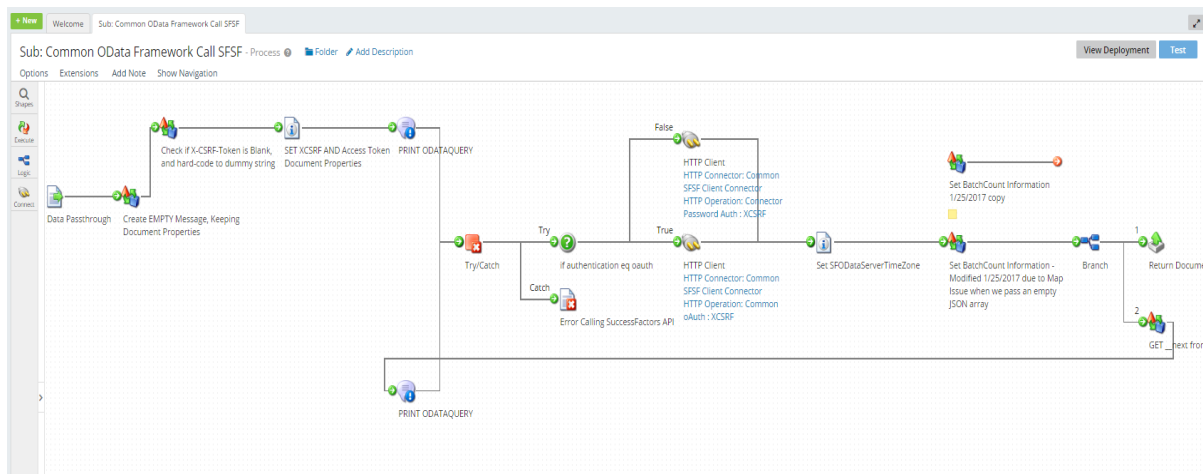 + New
Welcome
Sub: Common OData Framework Call SFSF
Sub: Common OData Framework Call SFSF - Process
Folder
Add Description
View Deployment
Test
Options
Extensions
Add Note
Show Navigation
Shapes
Execute
Logic
Connect
Data Passthrough
Create EMPTY Message, Keeping
Document Properties
Check if X-CSRF-Token is Blank,
and hard-code to dummy string
SET XCSRF AND Access Token
Document Properties
PRINT ODATAQUERY
Try/Catch
Try
Catch
if authentication eq oauth
Error Calling SuccessFactors API
False
HTTP Client
HTTP Connector: Common
SFSF Client Connector
HTTP Operation: Connector
Password Auth : XCSRF
True
HTTP Client
HTTP Connector: Common
SFSF Client Connector
HTTP Operation: Common
oAuth : XCSRF
Set SFODataServerTimeZone
Set BatchCount Information
1/25/2017 copy
Set BatchCount Information -
Modified 1/25/2017 due to Map
Issue when we pass an empty
JSON array
Branch
1
Return Docume
2
GET __next from
PRINT ODATAQUERY